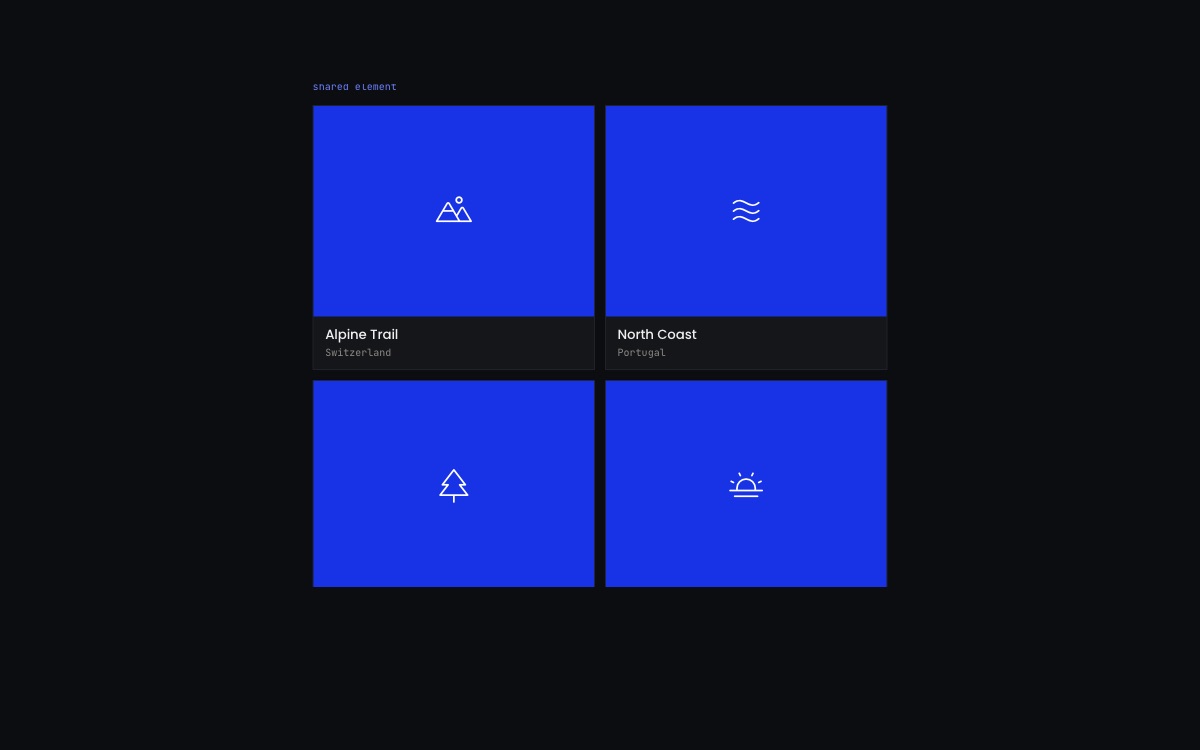 shared element
Alpine Trail
North Coast
Switzerland
Portugal